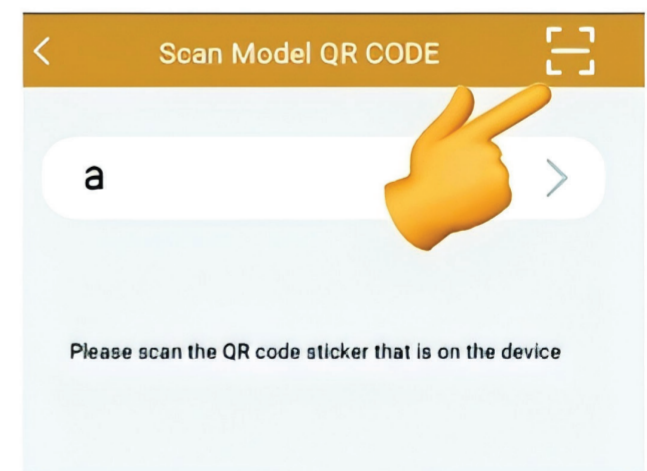 Scan Model QR CODE
a
Please scan the QR code sticker that is on the device